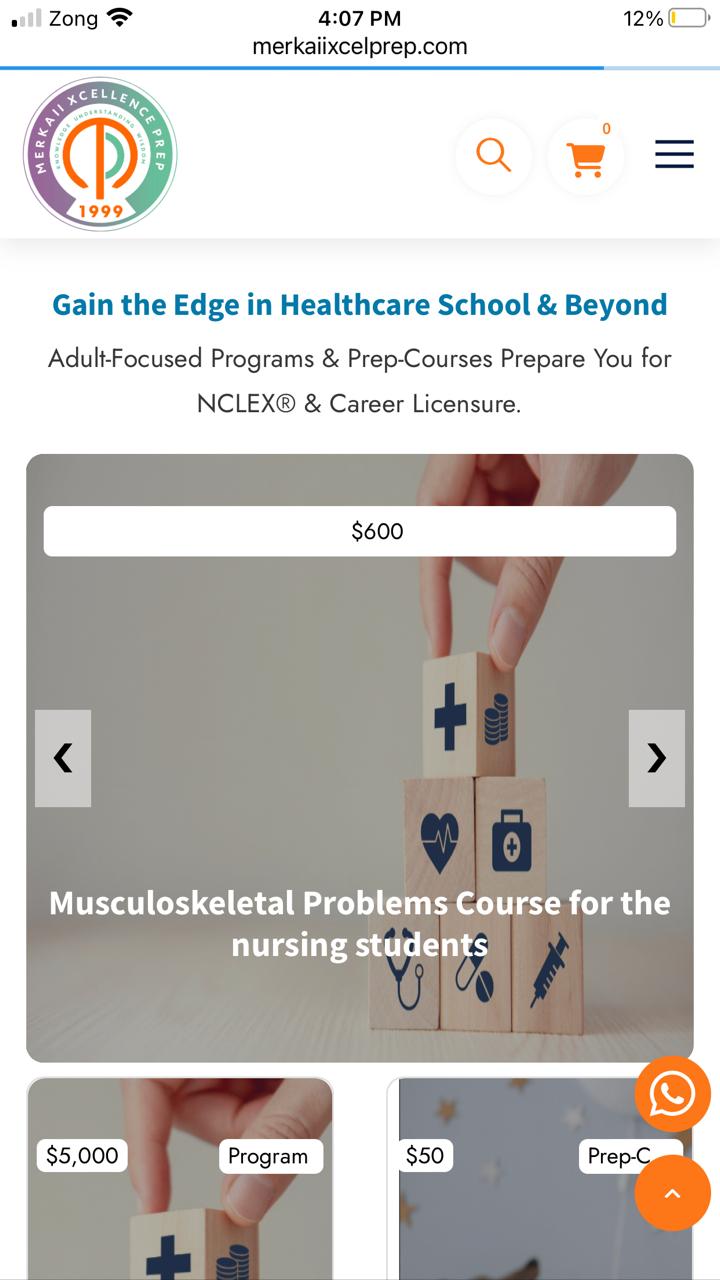 Zong
4:07 PM
12%
merkaiixcelprep.com
MERKAII XCELLENCE PREP
KNOWLEDGE UNDERSTANDING WISDOM
1999
0
Gain the Edge in Healthcare School & Beyond
Adult-Focused Programs & Prep-Courses Prepare You for
NCLEX® & Career Licensure.
$600
Musculoskeletal Problems Course for the
nursing students
$5,000
Program
$50
Prep-C